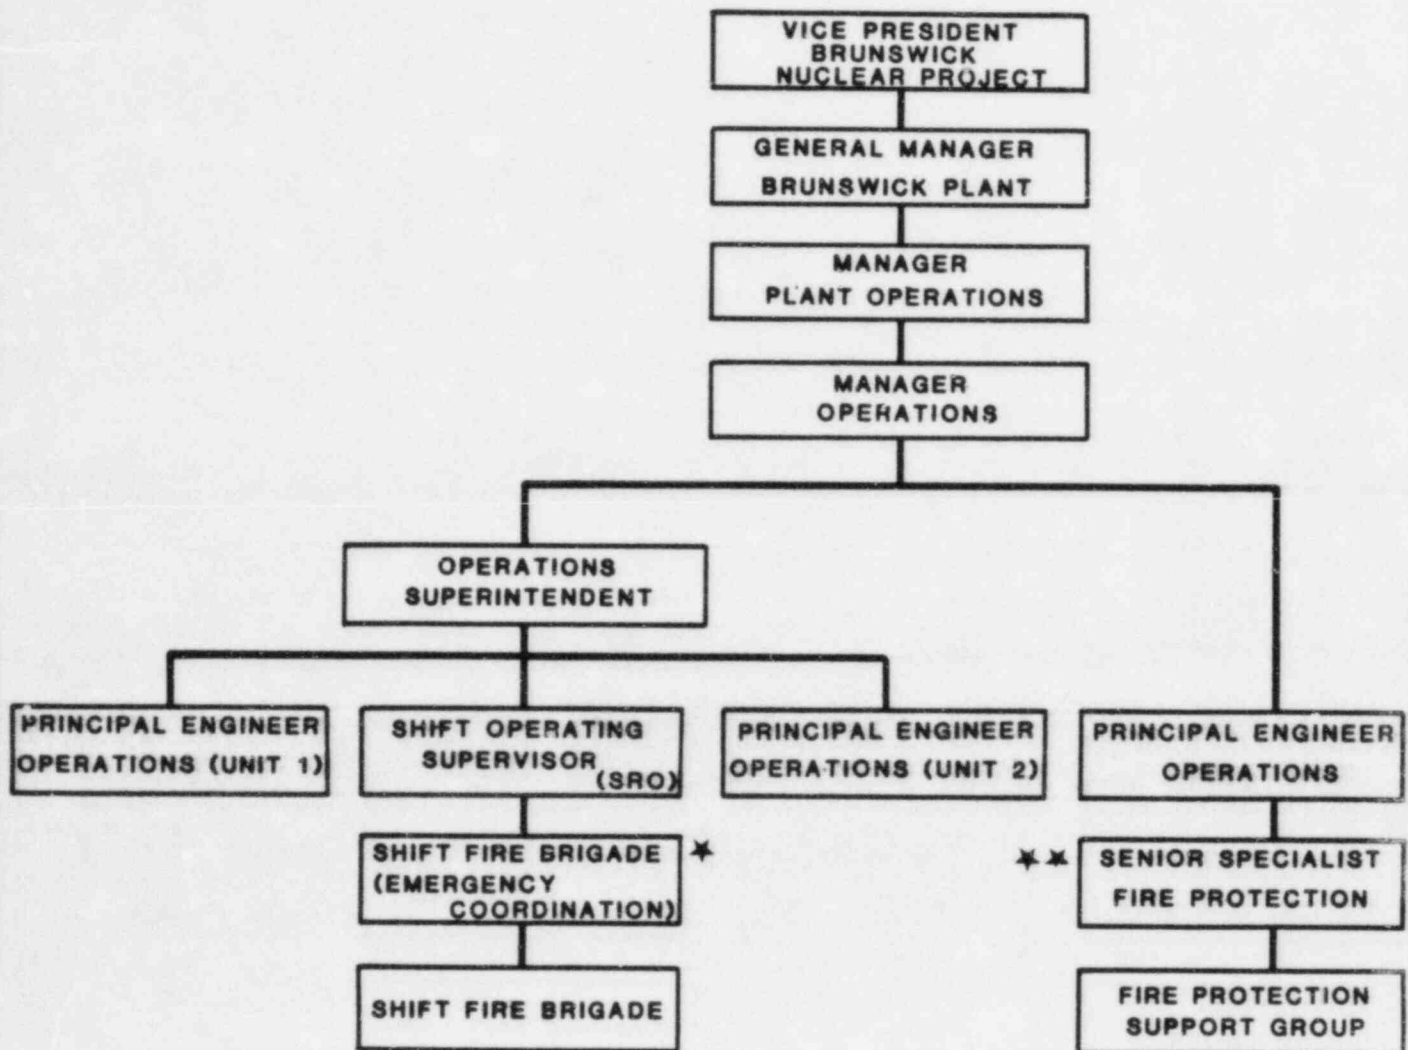 VICE PRESIDENT
BRUNSWICK
NUCLEAR PROJECT
GENERAL MANAGER
BRUNSWICK PLANT
MANAGER
PLANT OPERATIONS
MANAGER
OPERATIONS
OPERATIONS
SUPERINTENDENT
PRINCIPAL ENGINEER
OPERATIONS (UNIT 1)
SHIFT OPERATING
SUPERVISOR
(SRO)
PRINCIPAL ENGINEER
OPERATIONS (UNIT 2)
PRINCIPAL ENGINEER
OPERATIONS
SHIFT FIRE BRIGADE ★
(EMERGENCY
COORDINATION)
★★ SENIOR SPECIALIST
FIRE PROTECTION
SHIFT FIRE BRIGADE
FIRE PROTECTION
SUPPORT GROUP